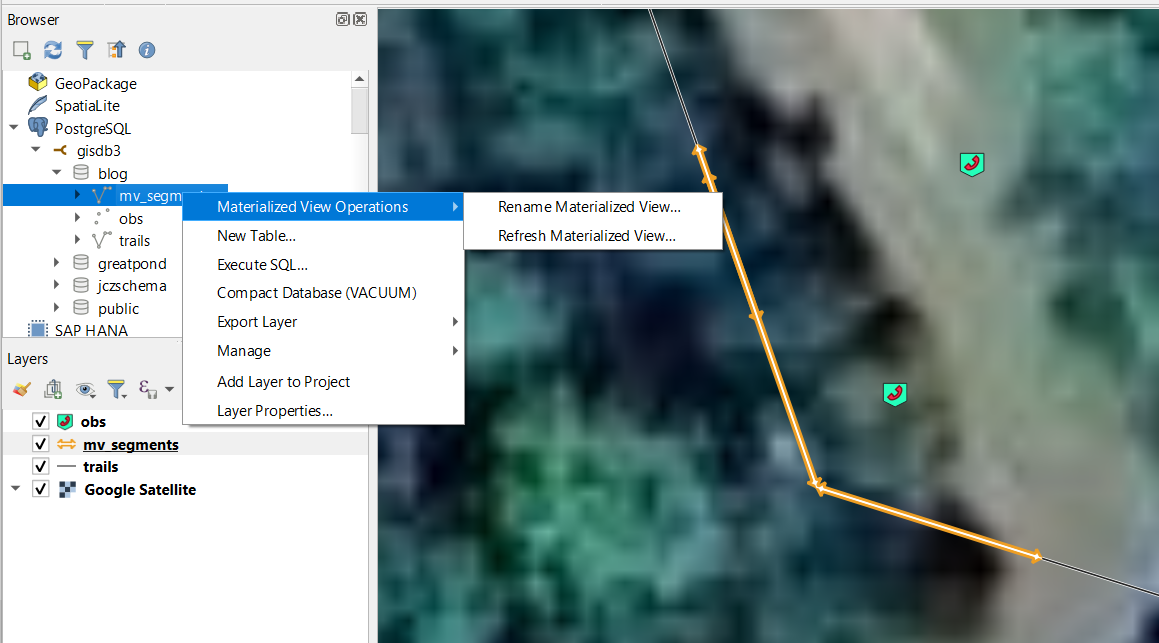 Browser
GeoPackage
SpatiaLite
PostgreSQL
gisdb3
blog
mv_segm
obs
trails
greatpond
jczschema
public
SAP HANA
Materialized View Operations
New Table...
Execute SQL...
Compact Database (VACUUM)
Export Layer
Manage
Add Layer to Project
Layer Properties...
Rename Materialized View...
Refresh Materialized View...
Layers
obs
mv_segments
trails
Google Satellite